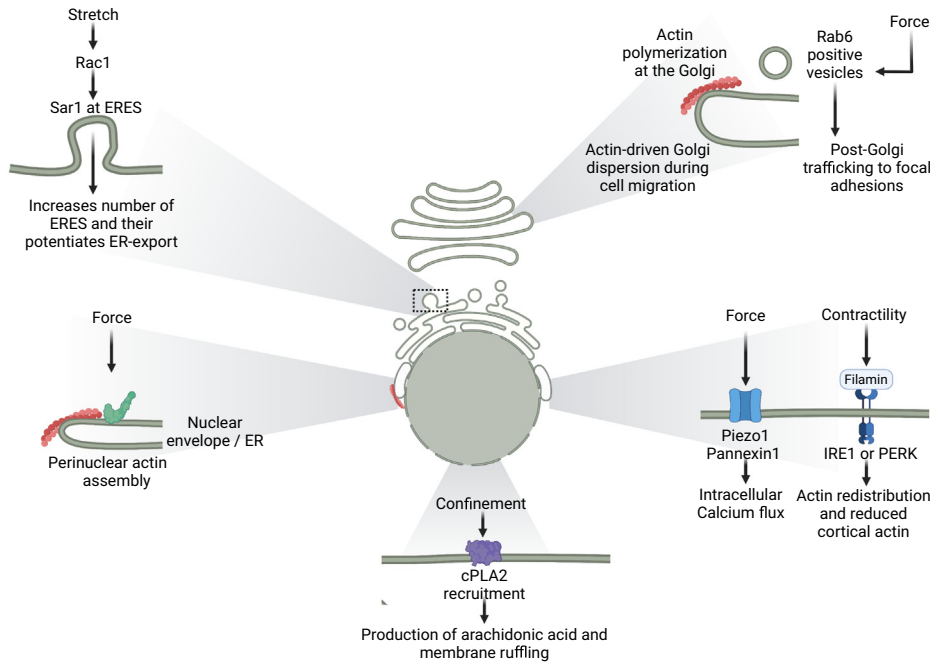 Stretch
Rac1
Sar1 at ERES
Increases number of
ERES and their
potentiates ER-export
Actin
polymerization
at the Golgi
Rab6
positive
vesicles
Force
Actin-driven Golgi
dispersion during
cell migration
Post-Golgi
trafficking to focal
adhesions
Force
Nuclear
envelope / ER
Perinuclear actin
assembly
Force
Piezo1
Pannexin1
Intracellular
Calcium flux
Contractility
Filamin
IRE1 or PERK
Actin redistribution
and reduced
cortical actin
Confinement
cPLA2
recruitment
Production of arachidonic acid and
membrane ruffling